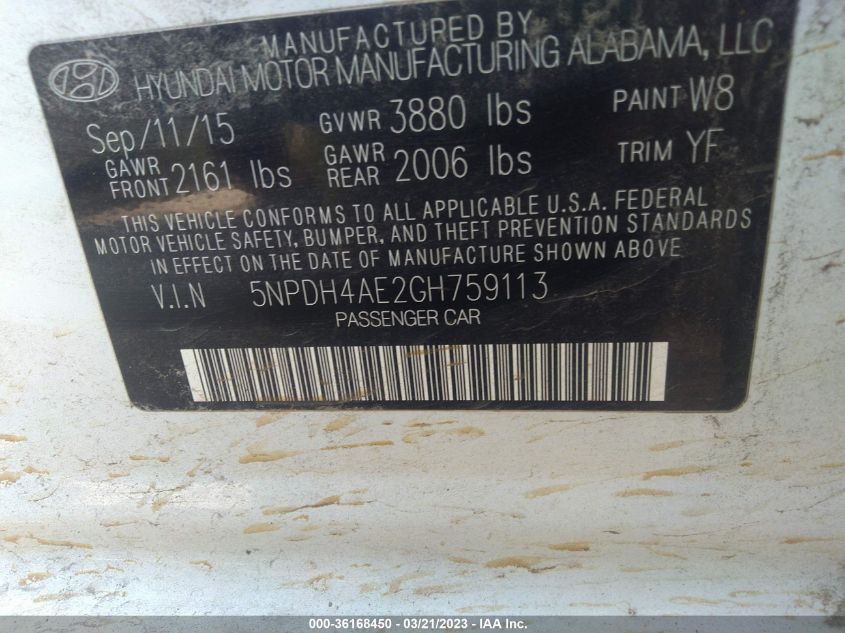 MANUFACTURED BY
HYUNDAI MOTOR MANUFACTURING ALABAMA, LLC
Sep/11/15 GVWR 3880 lbs PAINT W8
GAWR FRONT 2161 lbs GAWR REAR 2006 lbs TRIM YF
THIS VEHICLE CONFORMS TO ALL APPLICABLE U.S.A. FEDERAL
MOTOR VEHICLE SAFETY, BUMPER, AND THEFT PREVENTION STANDARDS
IN EFFECT ON THE DATE OF MANUFACTURE SHOWN ABOVE
V.I.N 5NPDH4AE2GH759113
PASSENGER CAR
000-36168450 - 03/21/2023 - IAA Inc.